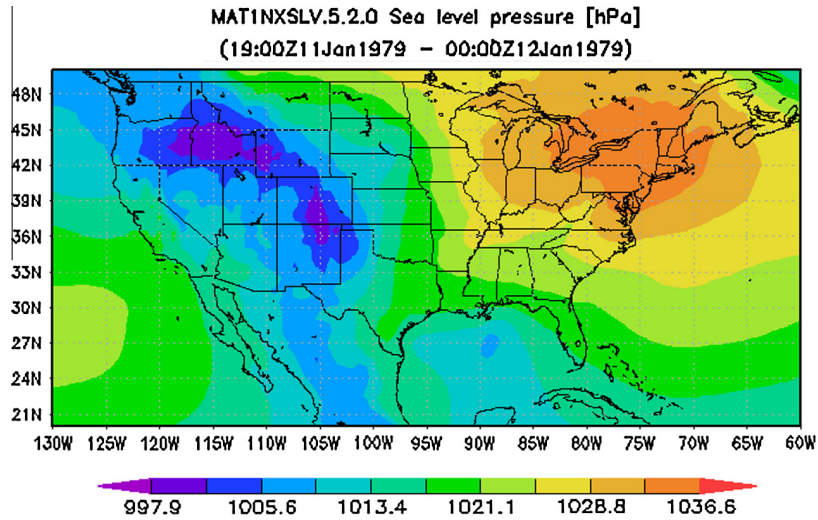 MAT1NXSLV.5.2.0 Sea level pressure [hPa]
(19:00Z11Jan1979 - 00:00Z12Jan1979)
48N
45N
42N
39N
36N
33N
30N
27N
24N
21N
130W 125W 120W 115W 110W 105W 100W 95W 90W 85W 80W 75W 70W 65W 60W
997.9 1005.6 1013.4 1021.1 1028.8 1036.6